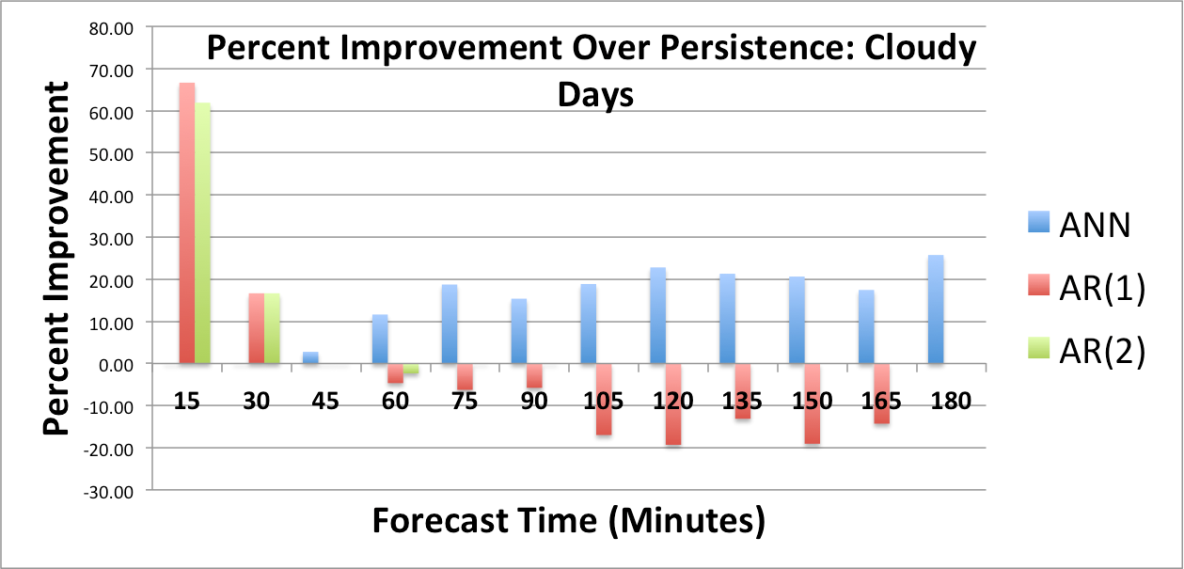 Percent Improvement Over Persistence: Cloudy
Days
Percent Improvement
80.00
70.00
60.00
50.00
40.00
30.00
20.00
10.00
0.00
-10.00
-20.00
-30.00
15 30 45 60 75 90 105 120 135 150 165 180
Forecast Time (Minutes)
ANN
AR(1)
AR(2)